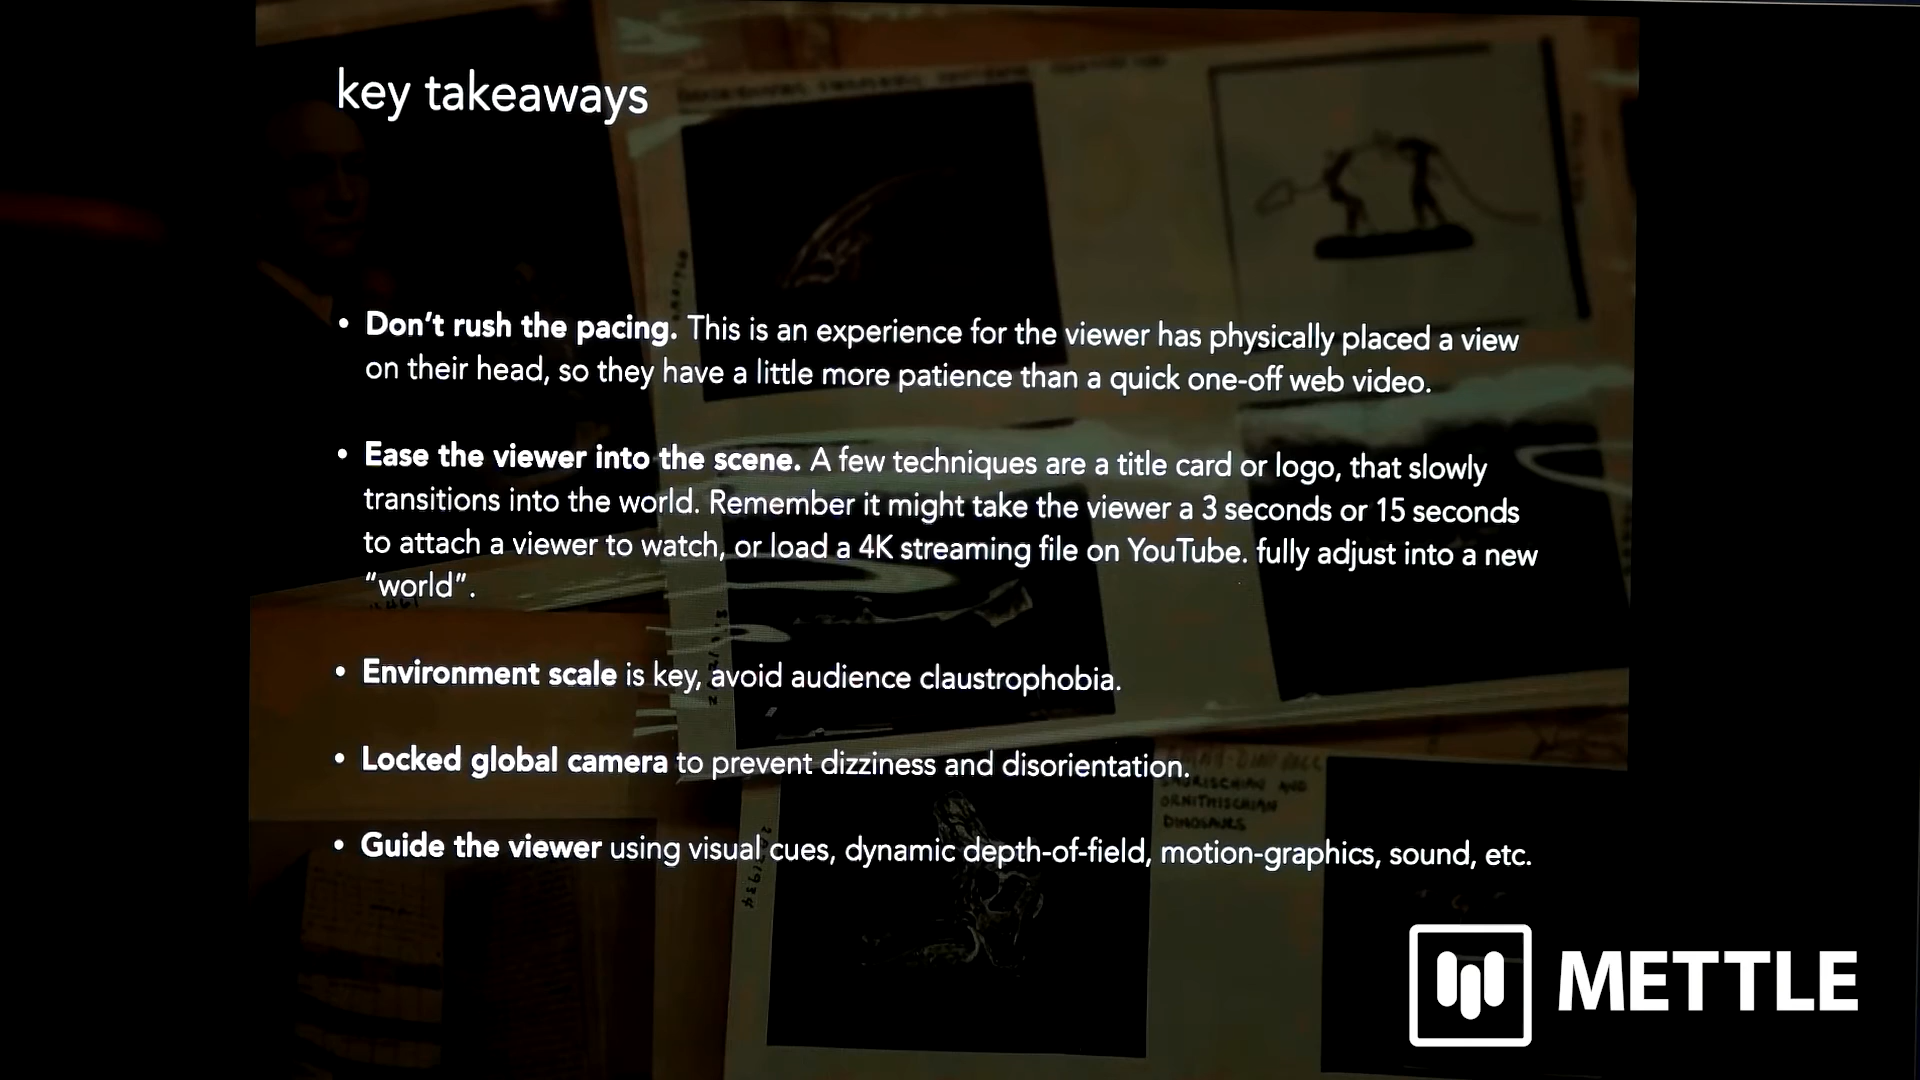 key takeaways
• Don’t rush the pacing. This is an experience for the viewer has physically placed a view
on their head, so they have a little more patience than a quick one-off web video.
• Ease the viewer into the scene. A few techniques are a title card or logo, that slowly
transitions into the world. Remember it might take the viewer a 3 seconds or 15 seconds
to attach a viewer to watch, or load a 4K streaming file on YouTube. fully adjust into a new
“world”.
• Environment scale is key, avoid audience claustrophobia.
• Locked global camera to prevent dizziness and disorientation.
AND
ORNITHISCHIAN
DINOSAURS
• Guide the viewer using visual cues, dynamic depth-of-field, motion-graphics, sound, etc.
METTLE